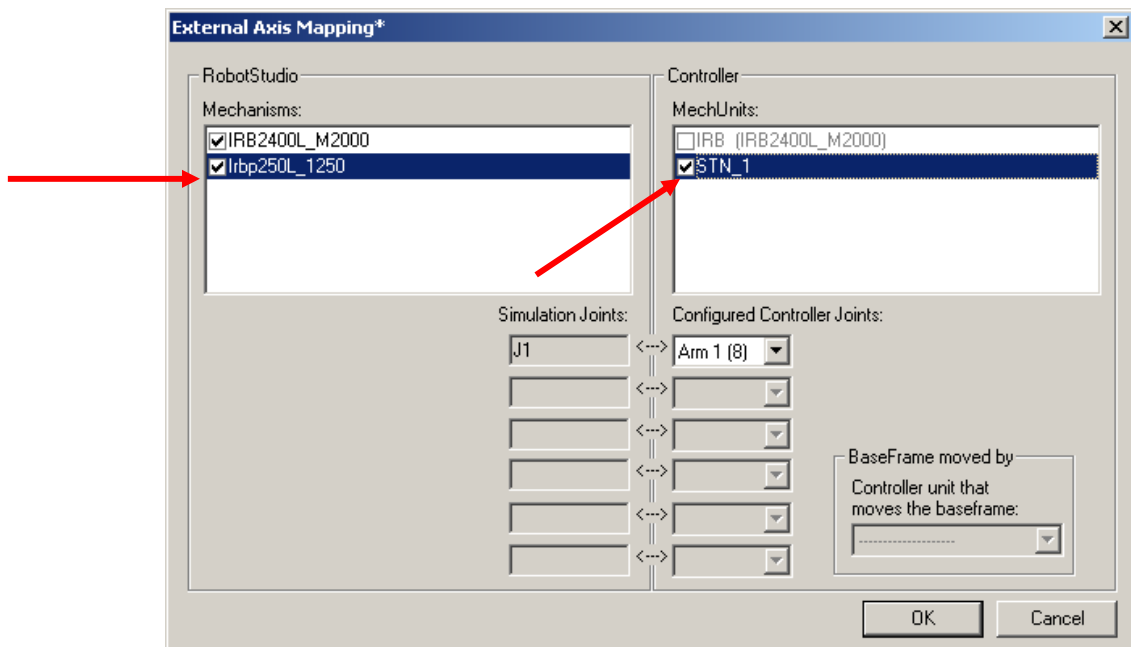 External Axis Mapping*
RobotStudio
Mechanisms:
IRB2400L_M2000
Irbp250L_1250
Controller
MechUnits:
IRB (IRB2400L_M2000)
STN_1
Simulation Joints:
Configured Controller Joints:
J1
<--->
Arm 1 (8)
<--->
<--->
<--->
<--->
<--->
BaseFrame moved by
Controller unit that
moves the baseframe:
--------------------
OK
Cancel